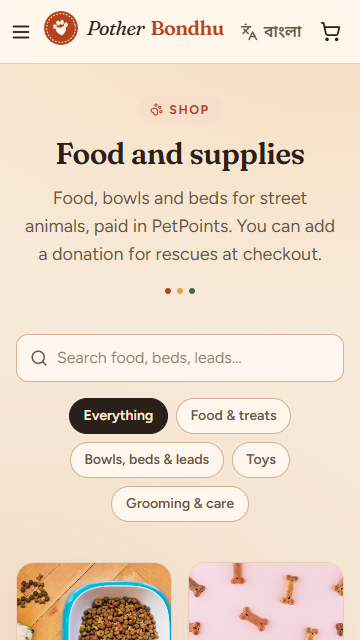 Pother Bondhu
বাংলা
SHOP
Food and supplies
Food, bowls and beds for street
animals, paid in PetPoints. You can add
a donation for rescues at checkout.
Search food, beds, leads…
Everything
Food & treats
Bowls, beds & leads
Toys
Grooming & care